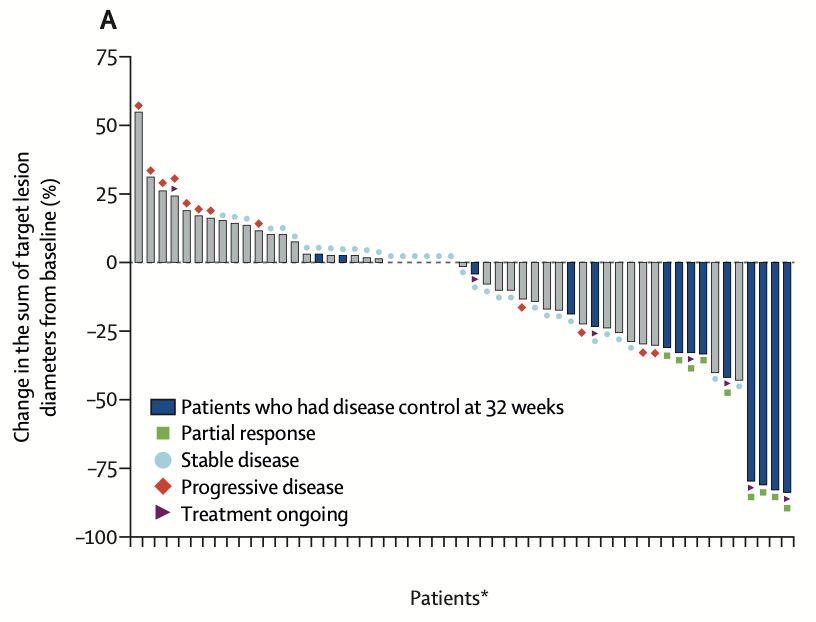 A
Change in the sum of target lesion
diameters from baseline (%)
75
50
25
0
−25
−50
−75
−100
Patients who had disease control at 32 weeks
Partial response
Stable disease
Progressive disease
Treatment ongoing
Patients*